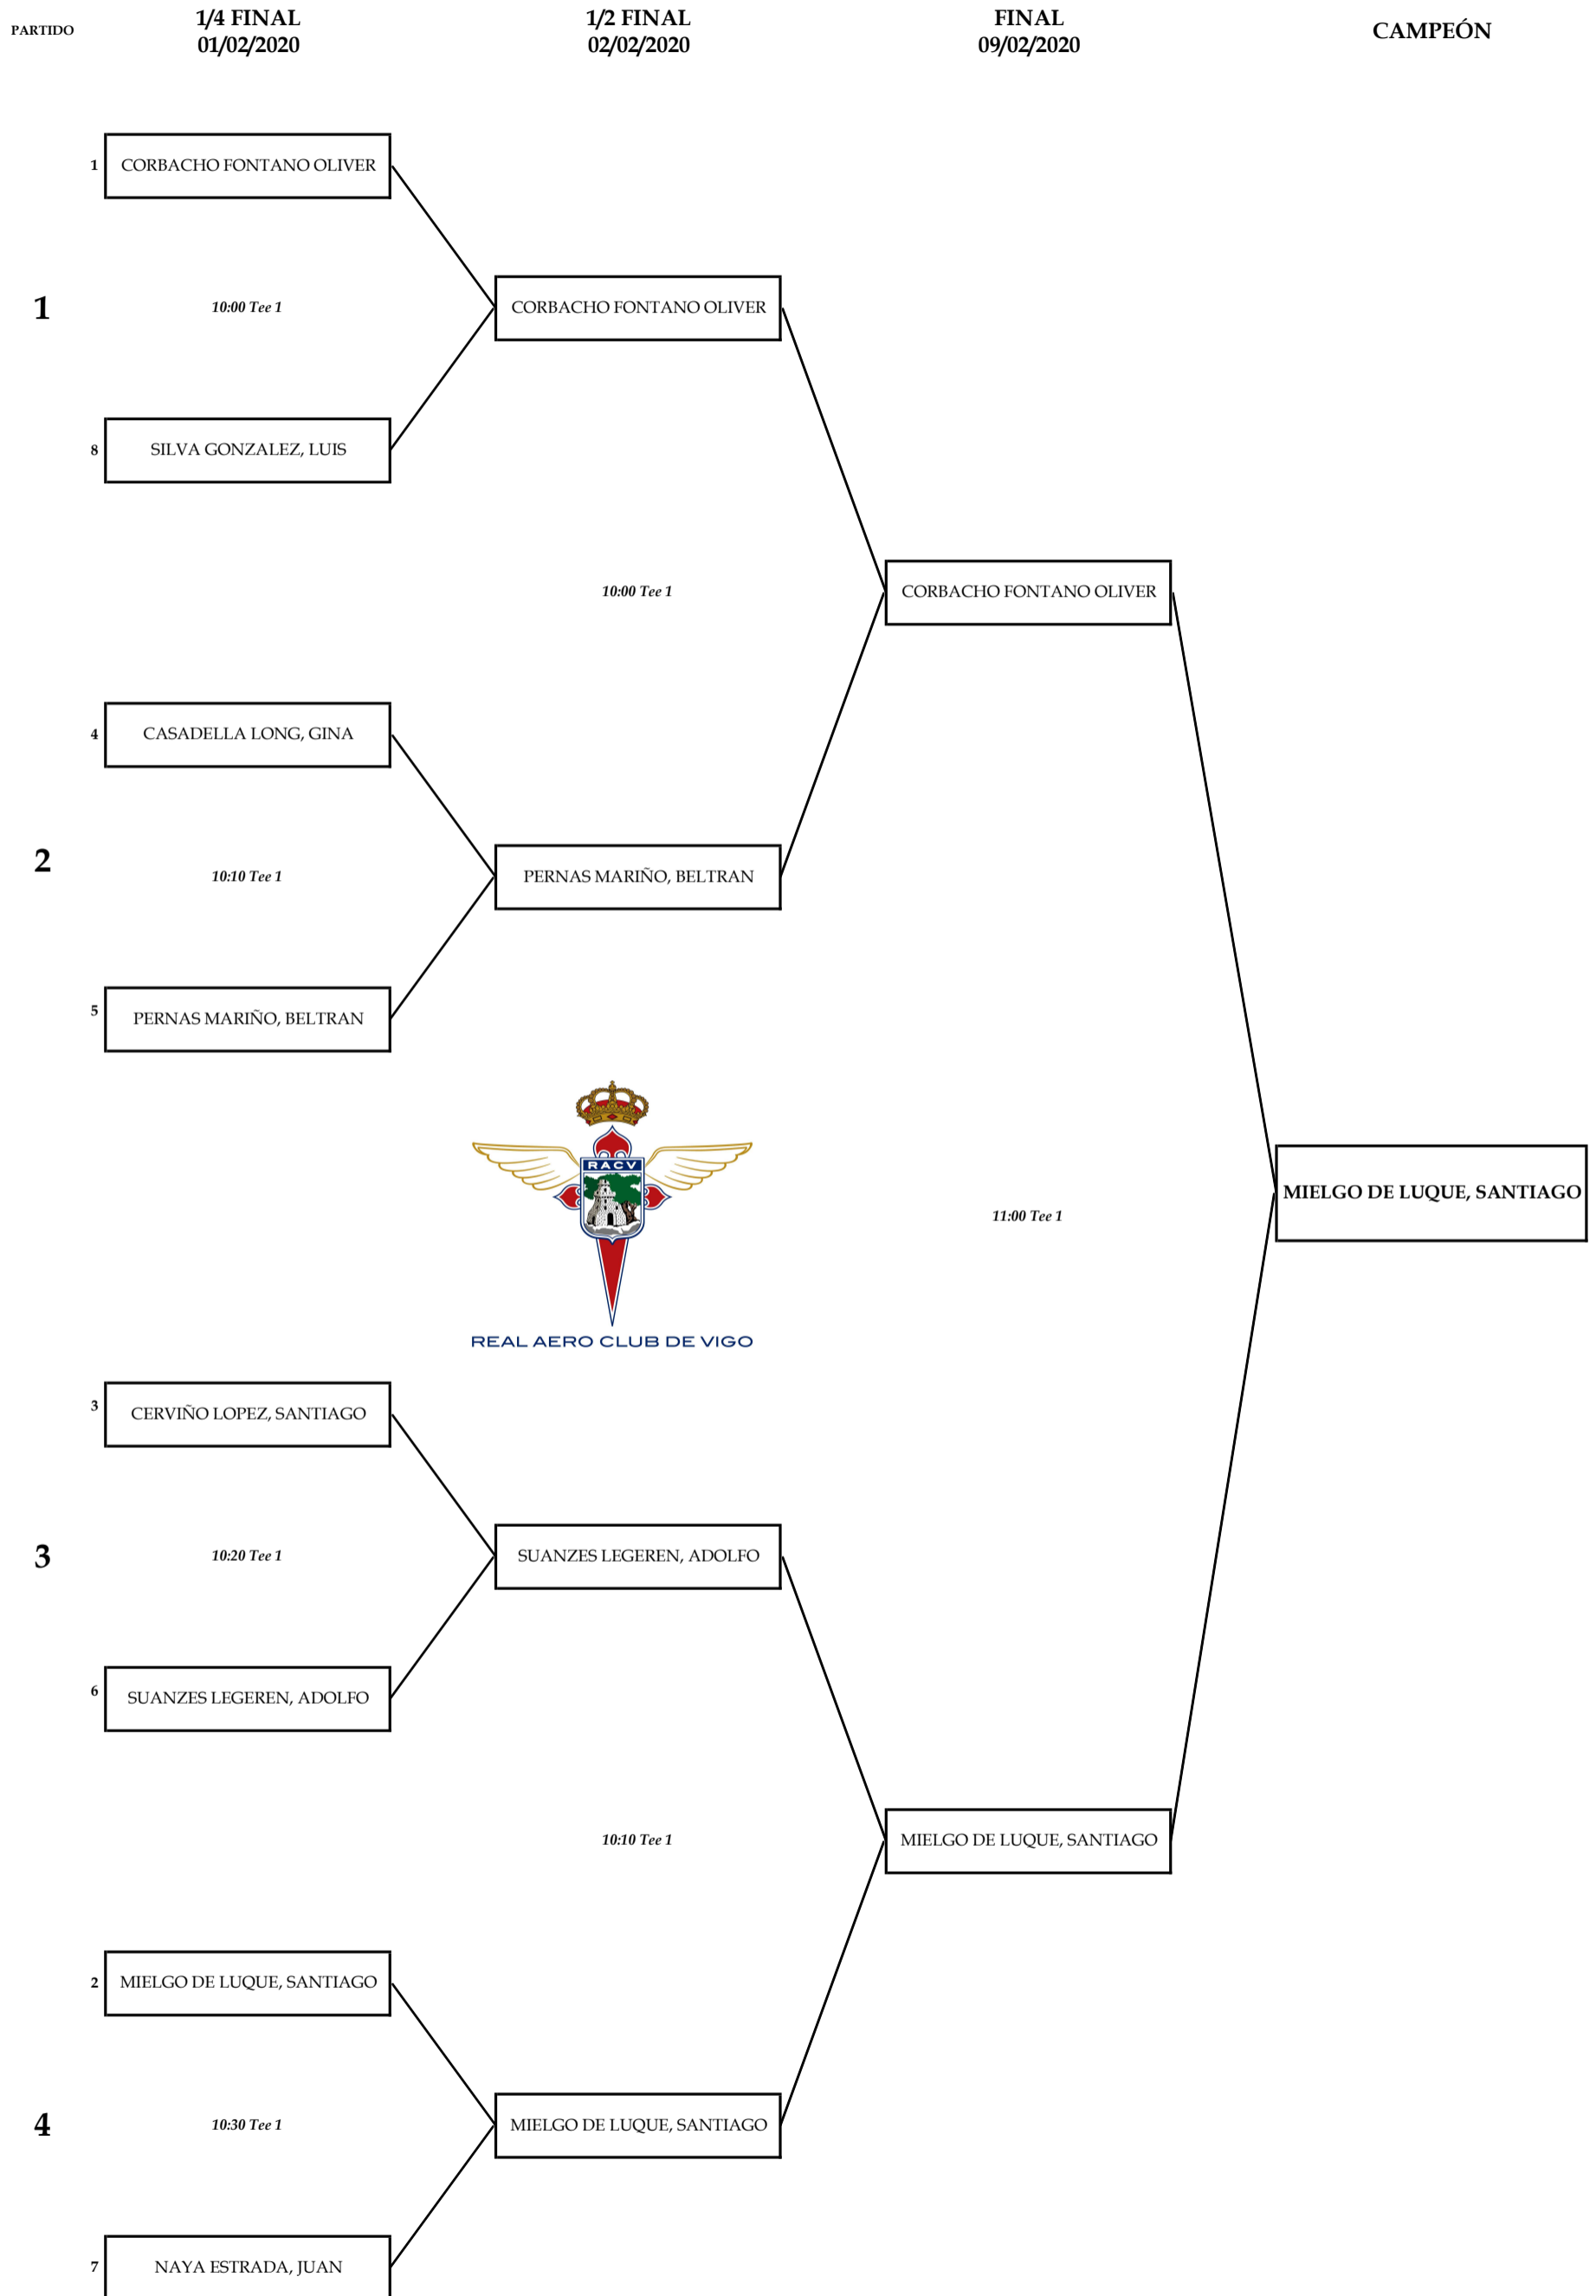 PARTIDO
1/4 FINAL
01/02/2020
1/2 FINAL
02/02/2020
FINAL
09/02/2020
CAMPEÓN
1
CORBACHO FONTANO OLIVER
1
10:00 Tee 1
CORBACHO FONTANO OLIVER
8
SILVA GONZALEZ, LUIS
10:00 Tee 1
CORBACHO FONTANO OLIVER
4
CASADELLA LONG, GINA
2
10:10 Tee 1
PERNAS MARIÑO, BELTRAN
5
PERNAS MARIÑO, BELTRAN
RACV
REAL AERO CLUB DE VIGO
11:00 Tee 1
MIELGO DE LUQUE, SANTIAGO
3
CERVIÑO LOPEZ, SANTIAGO
3
10:20 Tee 1
SUANZES LEGEREN, ADOLFO
6
SUANZES LEGEREN, ADOLFO
10:10 Tee 1
MIELGO DE LUQUE, SANTIAGO
2
MIELGO DE LUQUE, SANTIAGO
4
10:30 Tee 1
MIELGO DE LUQUE, SANTIAGO
7
NAYA ESTRADA, JUAN